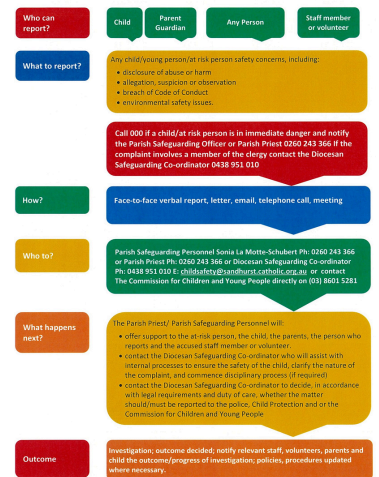 Who can
report?
Child
Parent
Guardian
Any Person
Staff member
or volunteer
What to report?
Any child/young person/at risk person safety concerns, including:
• disclosure of abuse or harm
• allegation, suspicion or observation
• breach of Code of Conduct
• environmental safety issues.
Call 000 if a child/at risk person is in immediate danger and notify
the Parish Safeguarding Officer or Parish Priest 0260 243 366 If the
complaint involves a member of the clergy contact the Diocesan
Safeguarding Co-ordinator 0438 951 010
How?
Face-to-face verbal report, letter, email, telephone call, meeting
Who to?
Parish Safeguarding Personnel Sonia La Motte-Schubert Ph: 0260 243 366
or Parish Priest Ph: 0260 243 366 or Diocesan Safeguarding Co-ordinator
Ph: 0438 951 010 E: childsafety@sandhurst.catholic.org.au or contact
The Commission for Children and Young People directly on (03) 8601 5281
What happens
next?
The Parish Priest/ Parish Safeguarding Personnel will:
• offer support to the at-risk person, the child, the parents, the person who
reports and the accused staff member or volunteer.
• contact the Diocesan Safeguarding Co-ordinator who will assist with
internal processes to ensure the safety of the child, clarify the nature of
the complaint, and commence disciplinary process (if required)
• contact the Diocesan Safeguarding Co-ordinator to decide, in accordance
with legal requirements and duty of care, whether the matter
should/must be reported to the police, Child Protection and or the
Commission for Children and Young People
Outcome
Investigation; outcome decided; notify relevant staff, volunteers, parents and
child the outcome/progress of investigation; policies, procedures updated
where necessary.